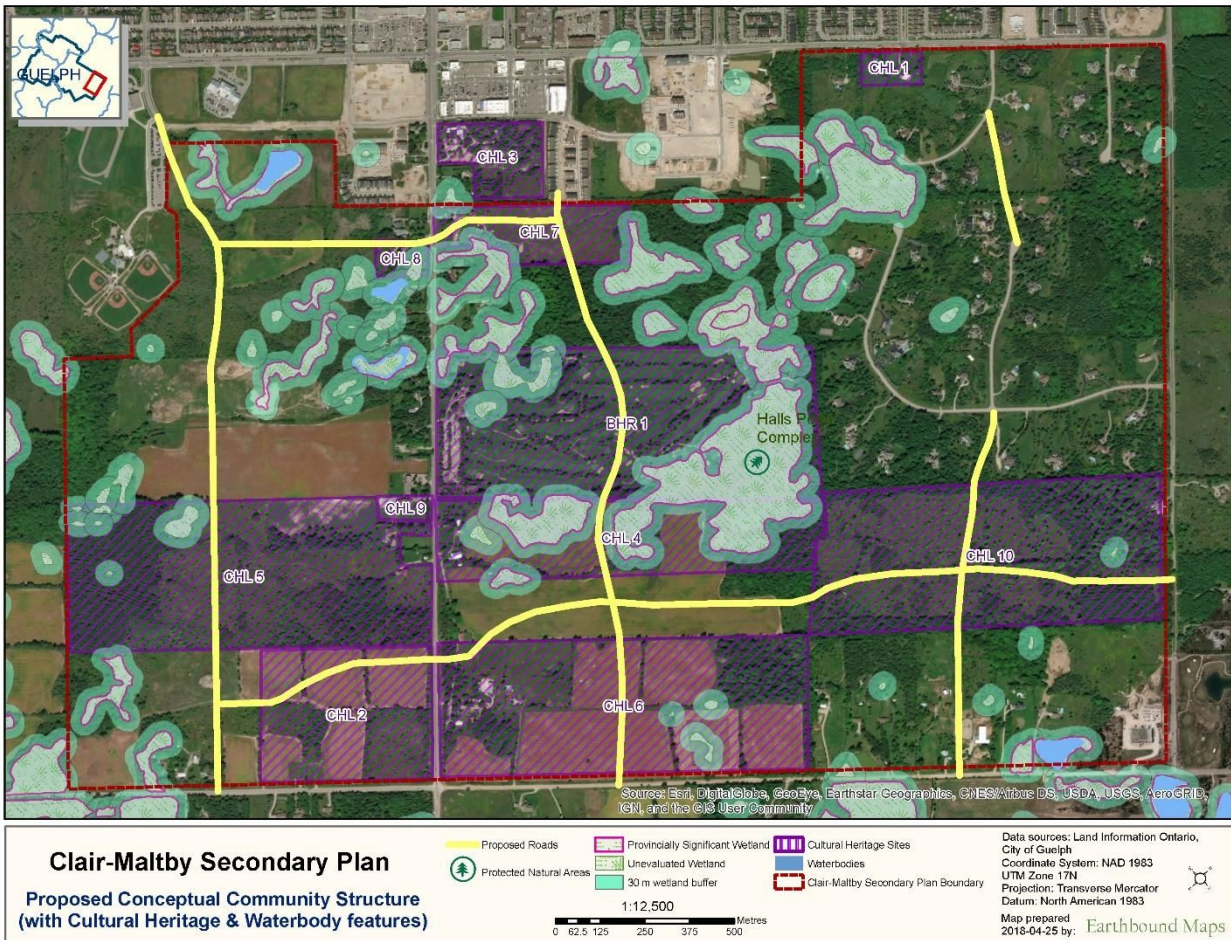 GUELPH
CHL 1
CHL 3
CHL 7
CHL 8
BHR 1
Halls P
Comple
CHL 9
CHL 4
CHL 5
CHL 10
CHL 2
CHL 6
Source: Esri, DigitalGlobe, GeoEye, Earthstar Geographics, CNES/Airbus DS, USDA, USGS, AeroGRID,
IGN, and the GIS User Community
Clair-Maltby Secondary Plan
Proposed Conceptual Community Structure
(with Cultural Heritage & Waterbody features)
Proposed Roads
Protected Natural Areas
Provincially Significant Wetland
Unevaluated Wetland
30 m wetland buffer
Cultural Heritage Sites
Waterbodies
Clair-Maltby Secondary Plan Boundary
1:12,500
Metres
0 62.5 125 250 375 500
Data sources: Land Information Ontario,
City of Guelph
Coordinate System: NAD 1983
UTM Zone 17N
Projection: Transverse Mercator
Datum: North American 1983
Map prepared
2018-04-25 by: Earthbound Maps